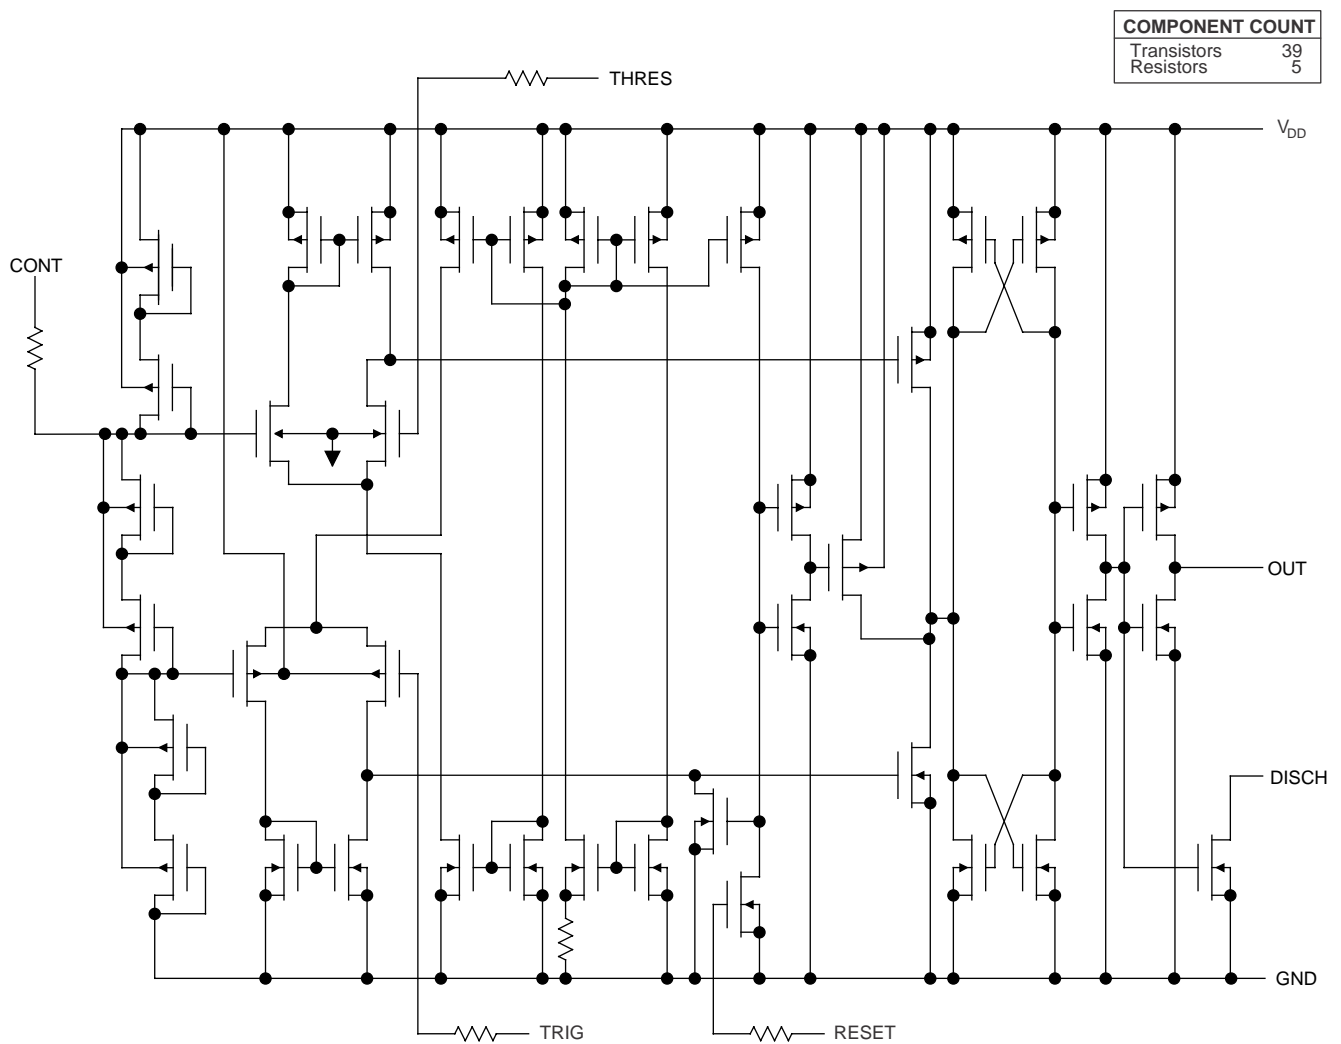 COMPONENT COUNT
Transistors 39
Resistors 5
THRES
VDD
CONT
OUT
DISCH
GND
TRIG
RESET